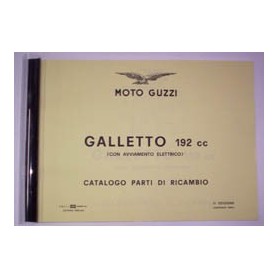 MOTO GUZZI
GALLETTO 192 cc
(CON AVVIAMENTO ELETTRICO)
CATALOGO PARTI DI RICAMBIO